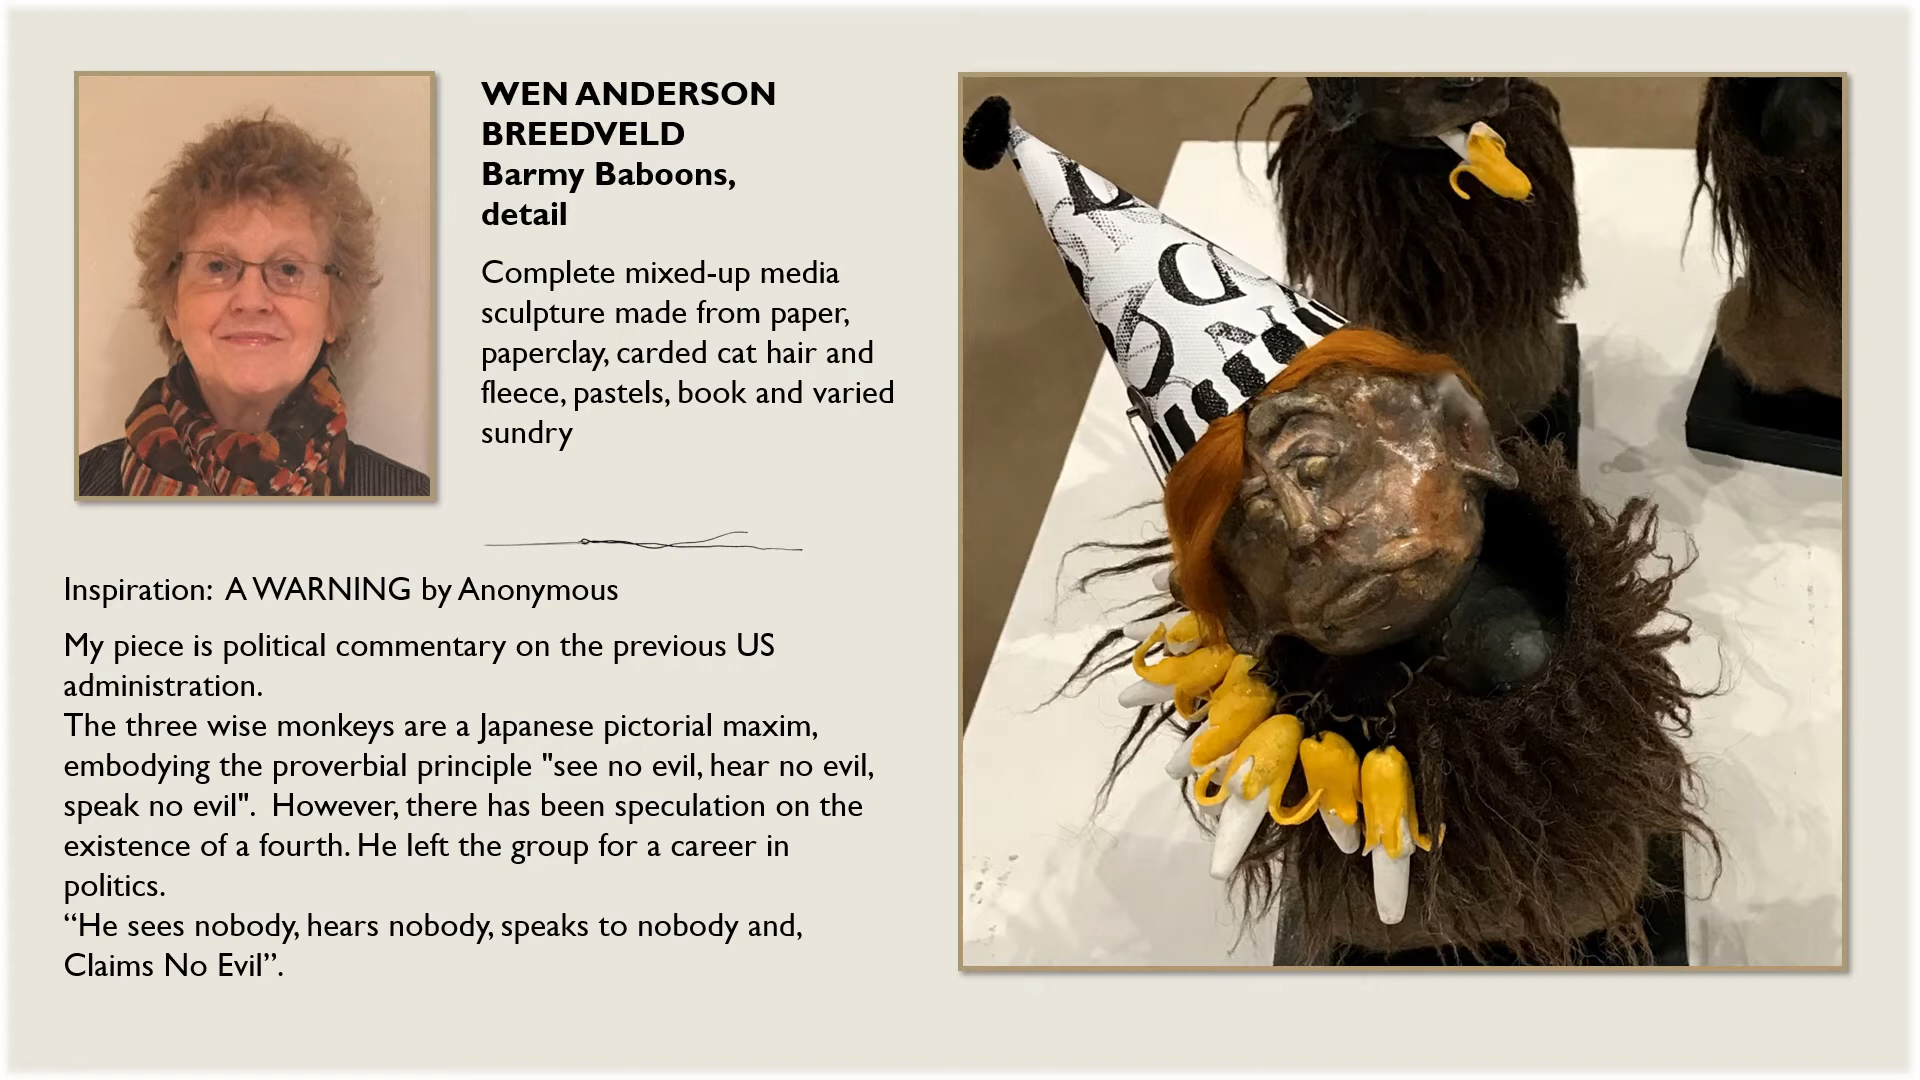 WEN ANDERSON
BREEDVELD
Barmy Baboons,
detail
Complete mixed-up media
sculpture made from paper,
paperclay, carded cat hair and
fleece, pastels, book and varied
sundry
Inspiration:  A WARNING by Anonymous
My piece is political commentary on the previous US
administration.
The three wise monkeys are a Japanese pictorial maxim,
embodying the proverbial principle "see no evil, hear no evil,
speak no evil".  However, there has been speculation on the
existence of a fourth. He left the group for a career in
politics.
“He sees nobody, hears nobody, speaks to nobody and,
Claims No Evil”.